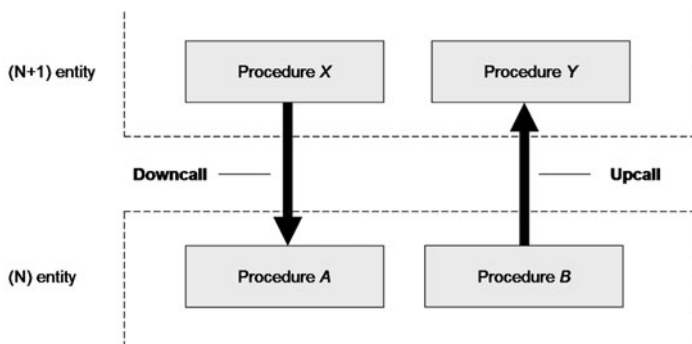 (N+1) entity
Procedure X
Procedure Y
Downcall
Upcall
(N) entity
Procedure A
Procedure B